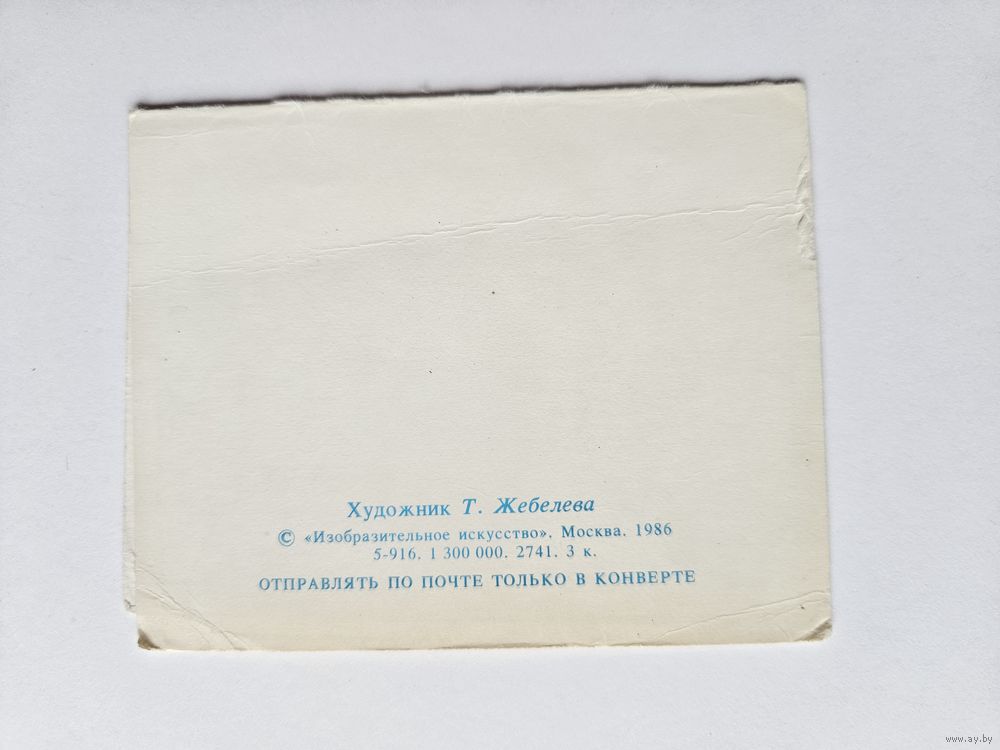 Художник Т. Жебелева
© «Изобразительное искусство». Москва. 1986
5-916. 1 300 000. 2741. 3 к.
ОТПРАВЛЯТЬ ПО ПОЧТЕ ТОЛЬКО В КОНВЕРТЕ
www.ay.by